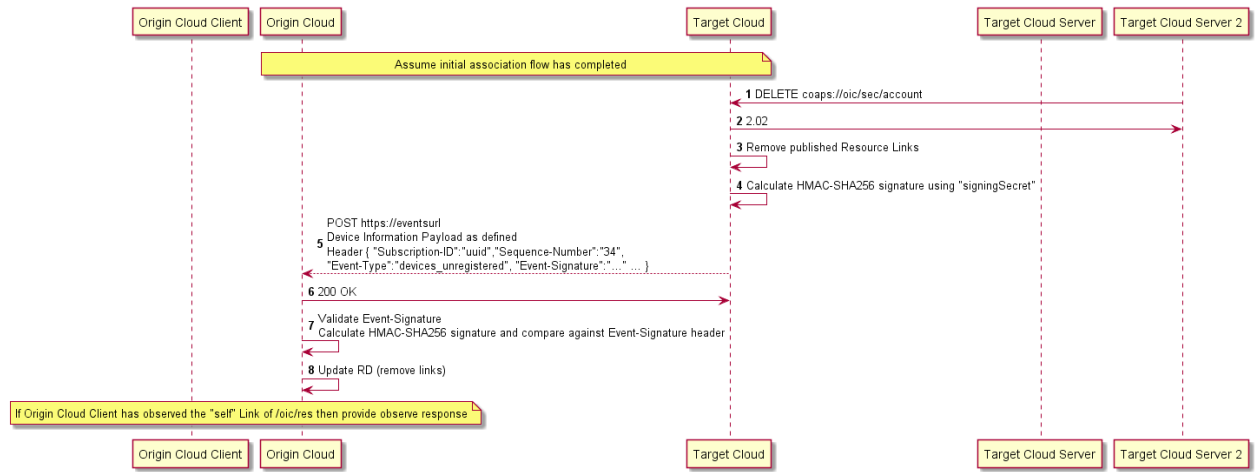 Origin Cloud Client
Origin Cloud
Target Cloud
Target Cloud Server
Target Cloud Server 2
Assume initial association flow has completed
1 DELETE coaps://oic/sec/account
2 2.02
3 Remove published Resource Links
4 Calculate HMAC-SHA256 signature using "signingSecret"
POST https://eventsurl
Device Information Payload as defined
5 Header { "Subscription-ID":"uuid","Sequence-Number":"34",
"Event-Type":"devices_unregistered", "Event-Signature":"..." ... }
6 200 OK
Validate Event-Signature
7 Calculate HMAC-SHA256 signature and compare against Event-Signature header
8 Update RD (remove links)
If Origin Cloud Client has observed the "self" Link of /oic/res then provide observe response
Origin Cloud Client
Origin Cloud
Target Cloud
Target Cloud Server
Target Cloud Server 2